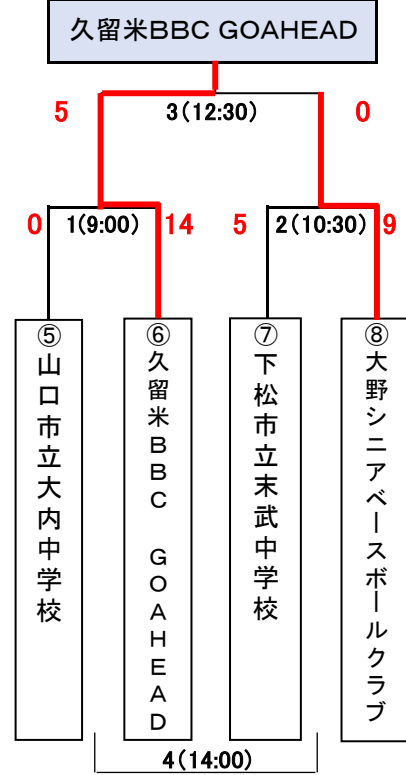 久留米BBC GOAHEAD
5 3(12:30) 0
0 1(9:00) 14 5 2(10:30) 9
⑤山口市立大内中学校
⑥久留米BBC GOAHEAD
⑦下松市立末武中学校
⑧大野シニアベースボールクラブ
4(14:00)